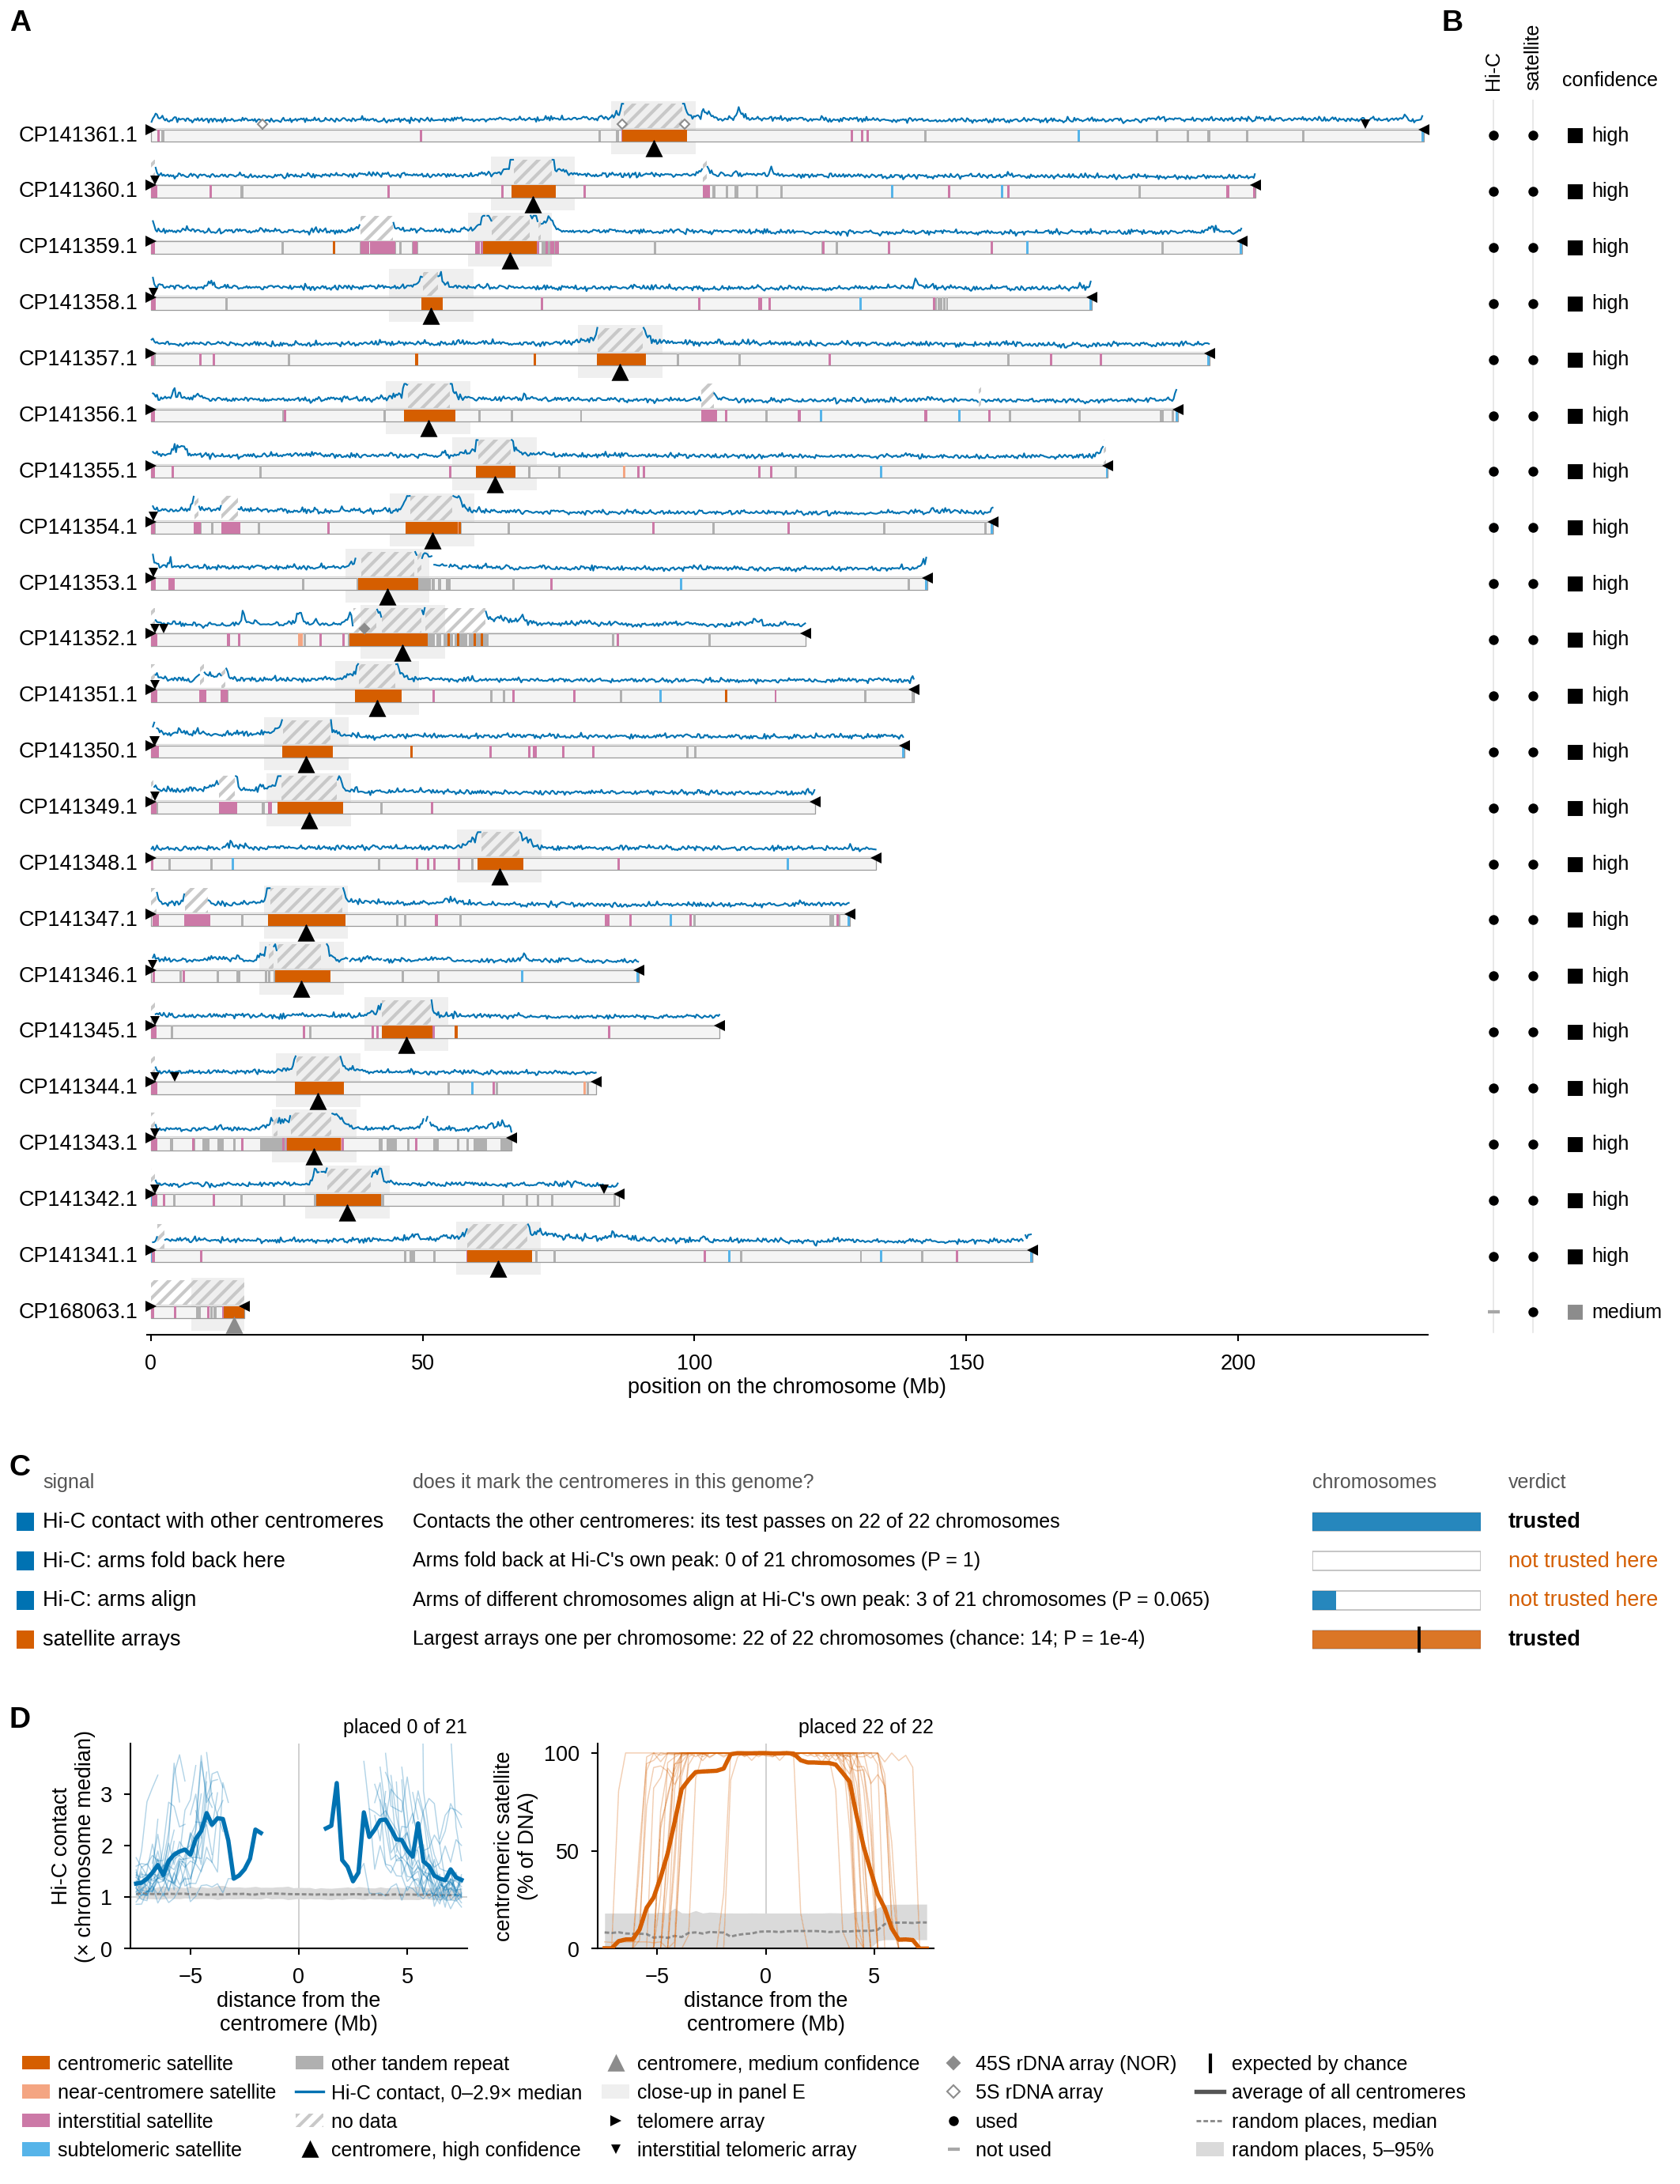 A
B
Hi-C
satellite
confidence
CP141361.1
high
CP141360.1
high
CP141359.1
high
CP141358.1
high
CP141357.1
high
CP141356.1
high
CP141355.1
high
CP141354.1
high
CP141353.1
high
CP141352.1
high
CP141351.1
high
CP141350.1
high
CP141349.1
high
CP141348.1
high
CP141347.1
high
CP141346.1
high
CP141345.1
high
CP141344.1
high
CP141343.1
high
CP141342.1
high
CP141341.1
high
CP168063.1
medium
0 50 100 150 200
position on the chromosome (Mb)
C
signal does it mark the centromeres in this genome? chromosomes verdict
Hi-C contact with other centromeres Contacts the other centromeres: its test passes on 22 of 22 chromosomes trusted
Hi-C: arms fold back here Arms fold back at Hi-C's own peak: 0 of 21 chromosomes (P = 1) not trusted here
Hi-C: arms align Arms of different chromosomes align at Hi-C's own peak: 3 of 21 chromosomes (P = 0.065) not trusted here
satellite arrays Largest arrays one per chromosome: 22 of 22 chromosomes (chance: 14; P = 1e-4) trusted
D
placed 0 of 21
Hi-C contact
(× chromosome median)
3
2
1
0
−5 0 5
distance from the
centromere (Mb)
placed 22 of 22
centromeric satellite
(% of DNA)
100
50
0
−5 0 5
distance from the
centromere (Mb)
centromeric satellite
near-centromere satellite
interstitial satellite
subtelomeric satellite
other tandem repeat
Hi-C contact, 0–2.9× median
no data
centromere, high confidence
centromere, medium confidence
close-up in panel E
telomere array
interstitial telomeric array
45S rDNA array (NOR)
5S rDNA array
used
not used
expected by chance
average of all centromeres
random places, median
random places, 5–95%